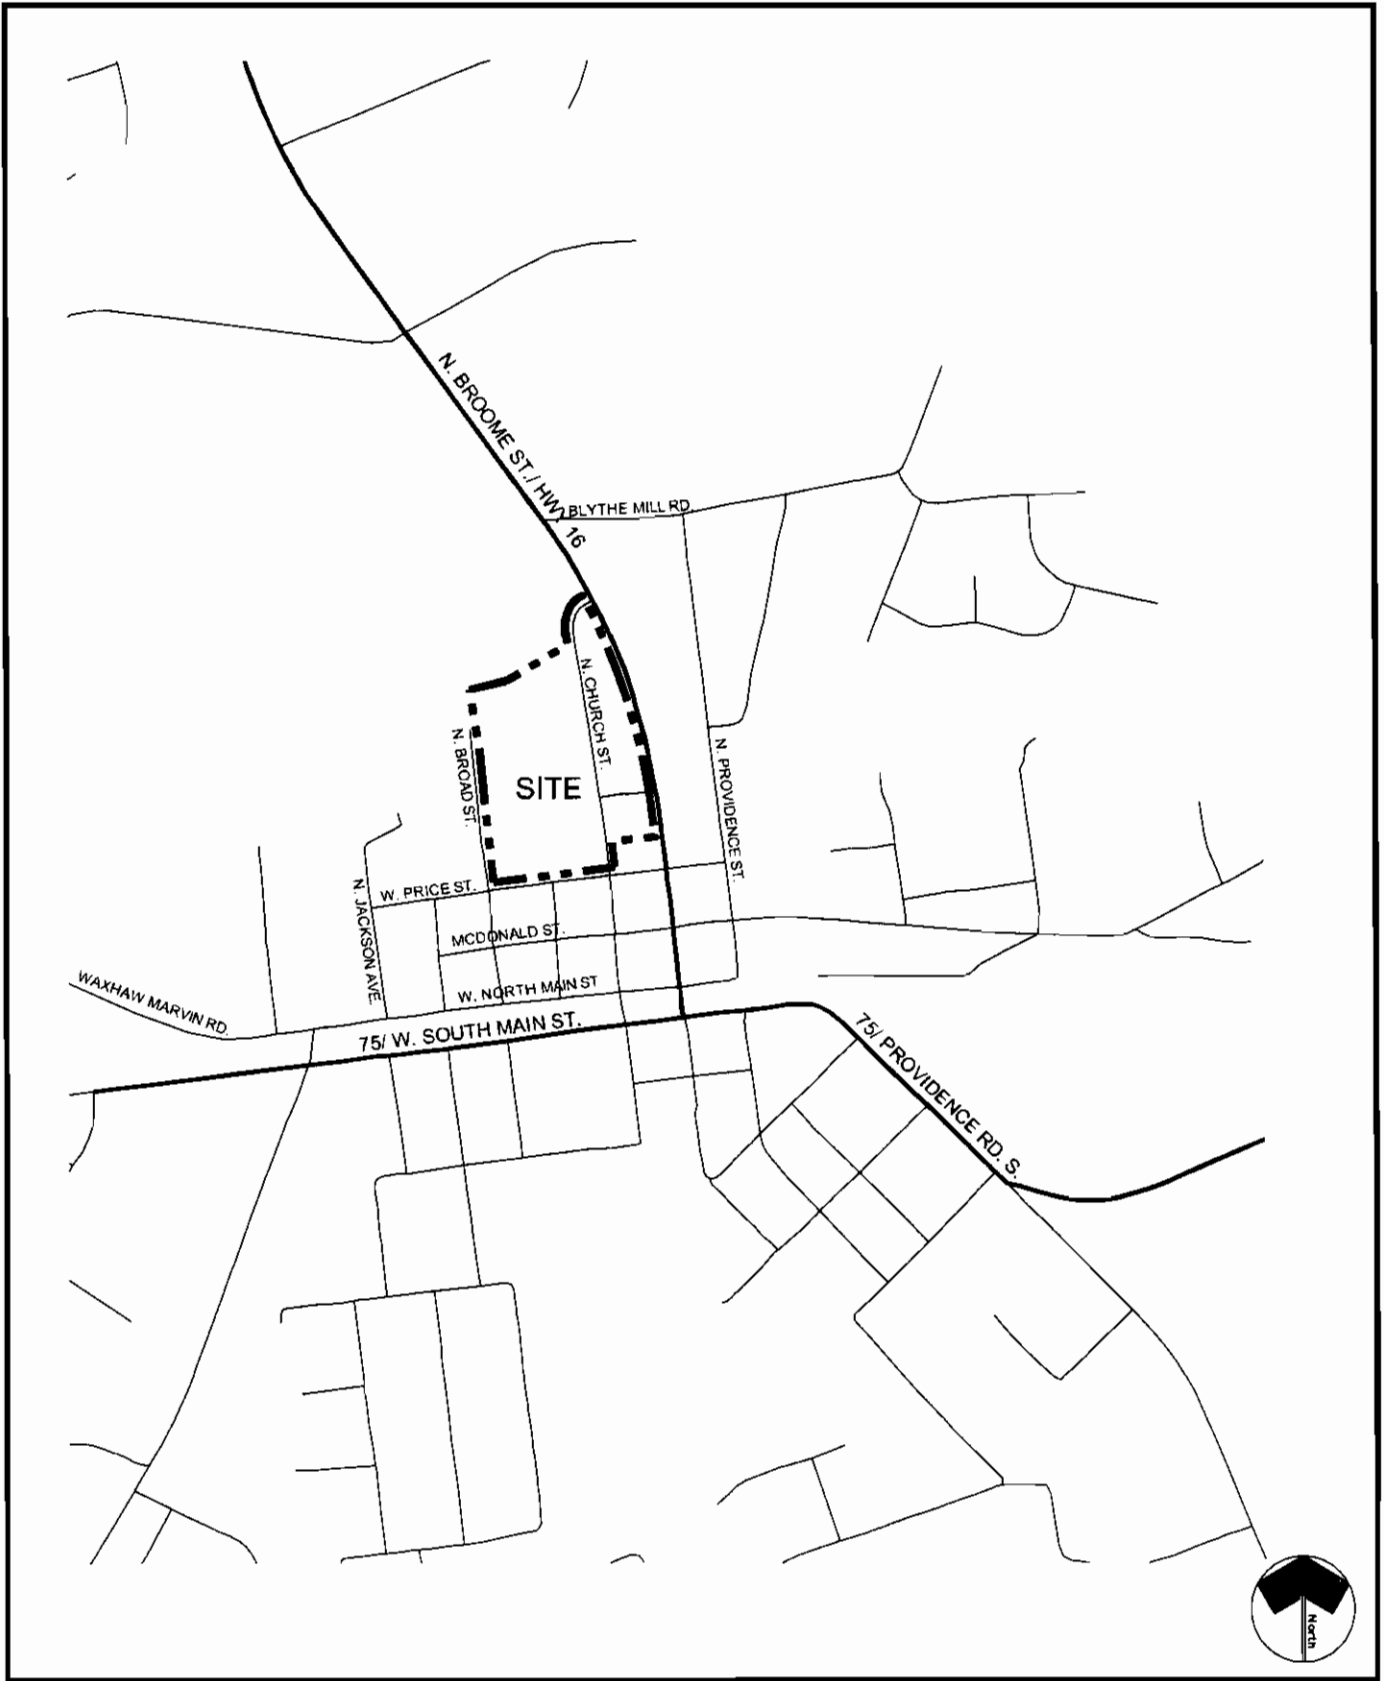 N. BROOME ST./ HWY 16
BLYTHE MILL RD.
N. CHURCH ST.
N. BROAD ST.
SITE
N. PROVIDENCE ST.
W. PRICE ST.
N. JACKSON AVE.
MCDONALD ST.
WAXHAW MARVIN RD.
W. NORTH MAIN ST
75/ W. SOUTH MAIN ST.
75/ PROVIDENCE RD. S.
North